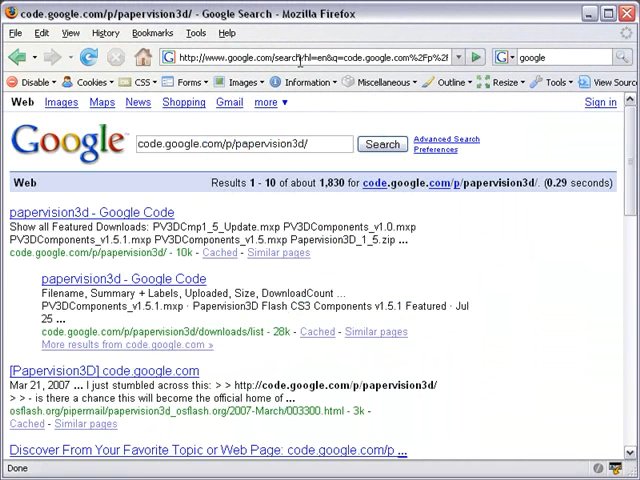 code.google.com/p/papervision3d/ - Google Search - Mozilla Firefox
File Edit View History Bookmarks Tools Help
http://www.google.com/search?hl=en&q=code.google.com%2Fp%2F google
Disable Cookies CSS Forms Images Information Miscellaneous Outline Resize Tools View Source
Web Images Maps News Shopping Gmail more Sign in
Google code.google.com/p/papervision3d/ Search Advanced Search
Preferences
Web Results 1 - 10 of about 1,830 for code.google.com/p/papervision3d/. (0.29 seconds)
papervision3d - Google Code
Show all Featured Downloads: PV3DCmp1_5_Update.mxp PV3DComponents_v1.0.mxp
PV3DComponents_v1.5.1.mxp PV3DComponents_v1.5.mxp Papervision3D_1_5.zip ...
code.google.com/p/papervision3d/ - 10k - Cached - Similar pages
papervision3d - Google Code
Filename, Summary + Labels, Uploaded, Size, DownloadCount ...
PV3DComponents_v1.5.1.mxp · Papervision3D Flash CS3 Components v1.5.1 Featured · Jul
25 ...
code.google.com/p/papervision3d/downloads/list - 28k - Cached - Similar pages
More results from code.google.com »
[Papervision3D] code.google.com
Mar 21, 2007 ... I just stumbled across this: > > http://code.google.com/p/papervision3d/
> > - is there a chance this will become the official home of ...
osflash.org/pipermail/papervision3d_osflash.org/2007-March/003300.html - 3k -
Cached - Similar pages
Discover From Your Favorite Topic or Web Page: code.google.com/p ...
Done